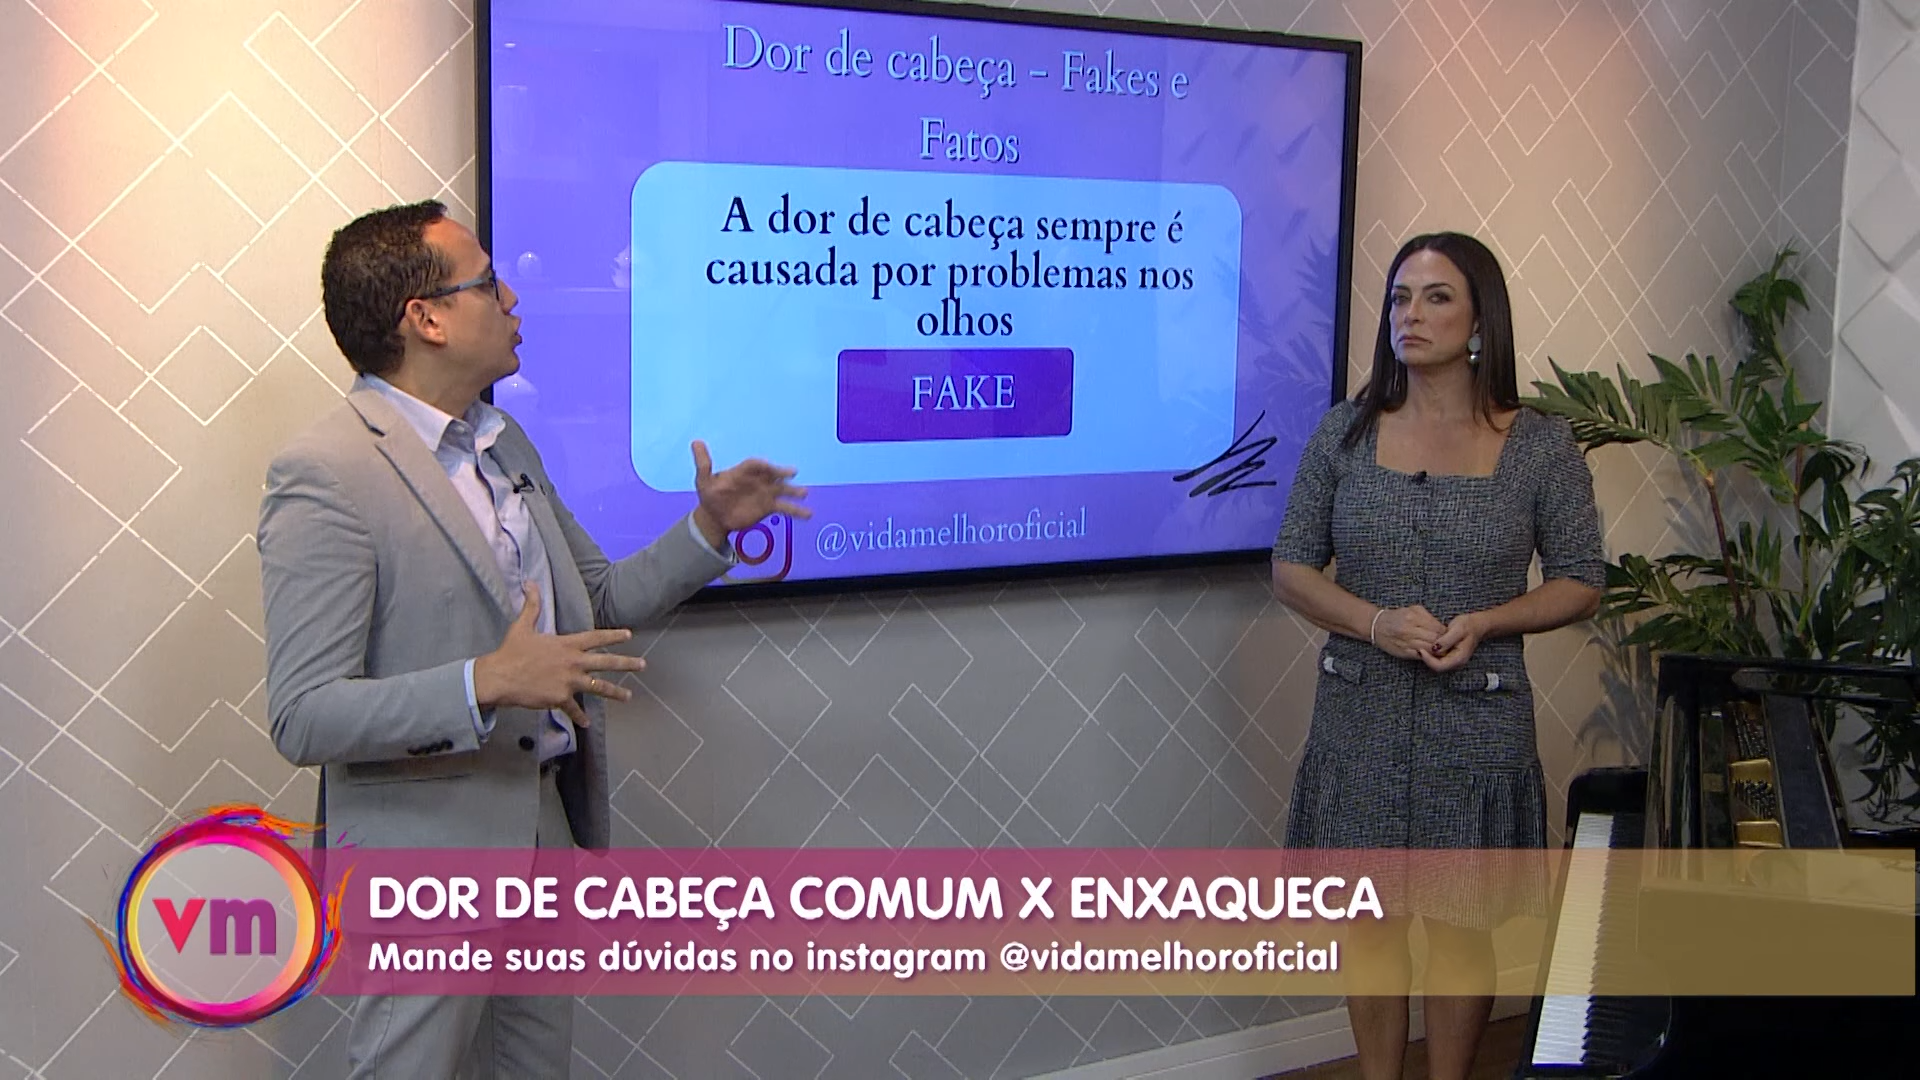 Dor de cabeça - Fakes e
Fatos
A dor de cabeça sempre é
causada por problemas nos
olhos
FAKE
@vidamelhoroficial
vm
DOR DE CABEÇA COMUM X ENXAQUECA
Mande suas dúvidas no instagram @vidamelhoroficial